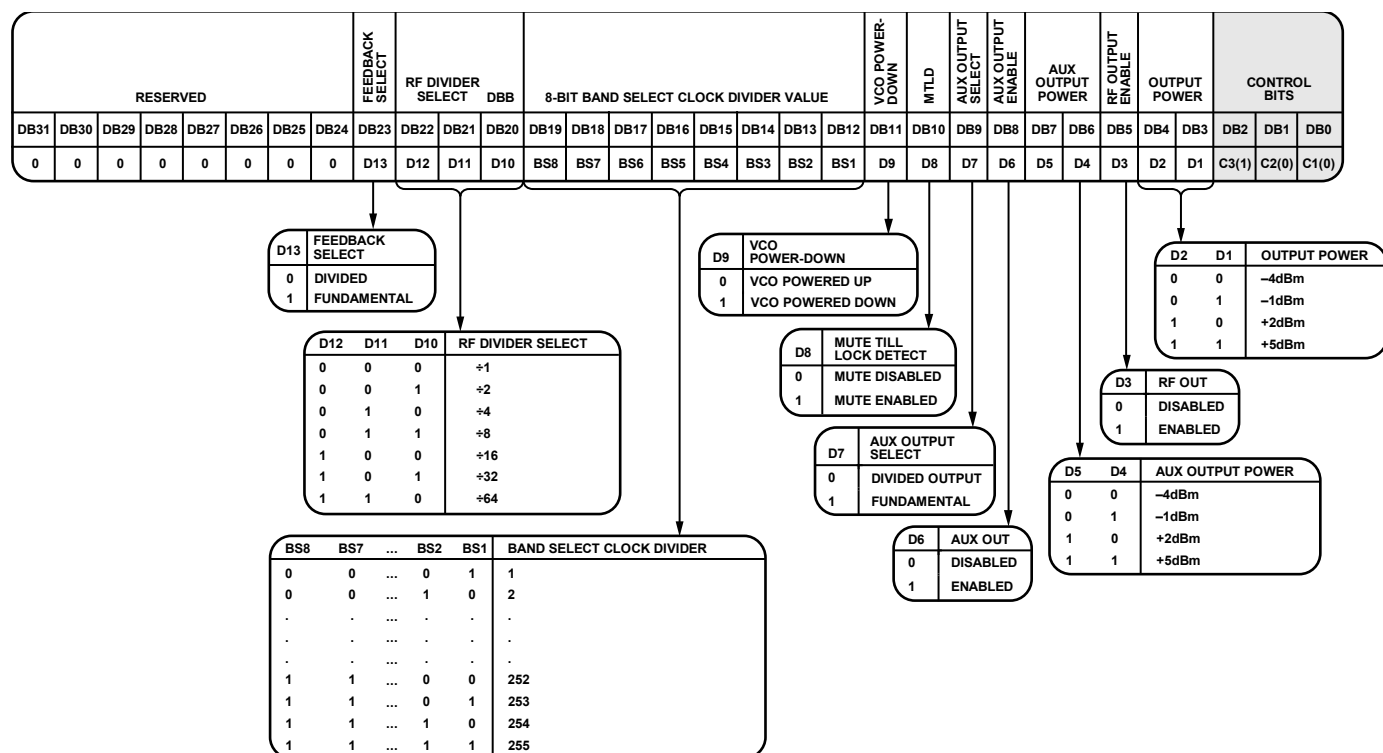 RESERVED
FEEDBACK SELECT
RF DIVIDER SELECT DBB
8-BIT BAND SELECT CLOCK DIVIDER VALUE
VCO POWER-DOWN
MTLD
AUX OUTPUT SELECT
AUX OUTPUT ENABLE
AUX OUTPUT POWER
RF OUTPUT ENABLE
OUTPUT POWER
CONTROL BITS
DB31 DB30 DB29 DB28 DB27 DB26 DB25 DB24 DB23 DB22 DB21 DB20 DB19 DB18 DB17 DB16 DB15 DB14 DB13 DB12 DB11 DB10 DB9 DB8 DB7 DB6 DB5 DB4 DB3 DB2 DB1 DB0
0 0 0 0 0 0 0 0 D13 D12 D11 D10 BS8 BS7 BS6 BS5 BS4 BS3 BS2 BS1 D9 D8 D7 D6 D5 D4 D3 D2 D1 C3(1) C2(0) C1(0)
D13 FEEDBACK SELECT
0 DIVIDED
1 FUNDAMENTAL
D12 D11 D10 RF DIVIDER SELECT
0 0 0 ÷1
0 0 1 ÷2
0 1 0 ÷4
0 1 1 ÷8
1 0 0 ÷16
1 0 1 ÷32
1 1 0 ÷64
BS8 BS7 ... BS2 BS1 BAND SELECT CLOCK DIVIDER
0 0 ... 0 1 1
0 0 ... 1 0 2
. . ... . . .
. . ... . . .
. . ... . . .
1 1 ... 0 0 252
1 1 ... 0 1 253
1 1 ... 1 0 254
1 1 ... 1 1 255
D9 VCO POWER-DOWN
0 VCO POWERED UP
1 VCO POWERED DOWN
D8 MUTE TILL LOCK DETECT
0 MUTE DISABLED
1 MUTE ENABLED
D7 AUX OUTPUT SELECT
0 DIVIDED OUTPUT
1 FUNDAMENTAL
D6 AUX OUT
0 DISABLED
1 ENABLED
D5 D4 AUX OUTPUT POWER
0 0 –4dBm
0 1 –1dBm
1 0 +2dBm
1 1 +5dBm
D3 RF OUT
0 DISABLED
1 ENABLED
D2 D1 OUTPUT POWER
0 0 –4dBm
0 1 –1dBm
1 0 +2dBm
1 1 +5dBm